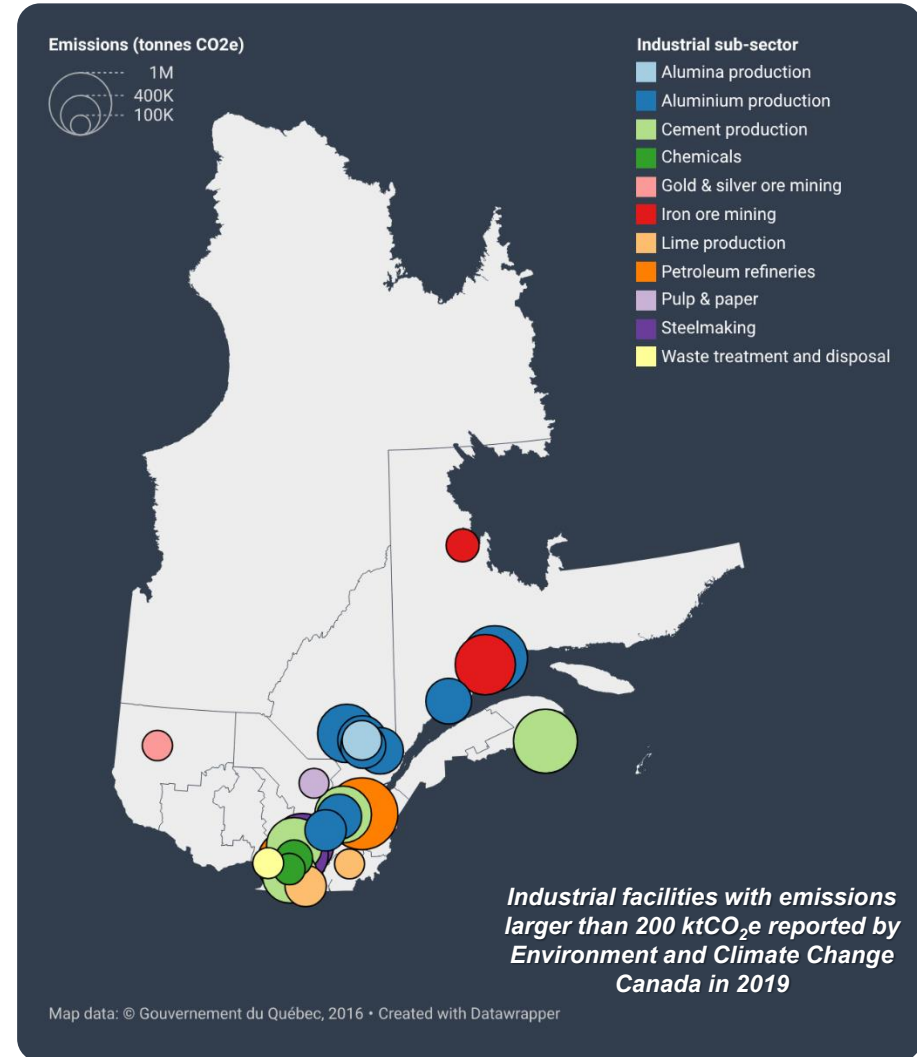 Emissions (tonnes CO2e)
1M
400K
100K
Industrial sub-sector
Alumina production
Aluminium production
Cement production
Chemicals
Gold & silver ore mining
Iron ore mining
Lime production
Petroleum refineries
Pulp & paper
Steelmaking
Waste treatment and disposal
Industrial facilities with emissions
larger than 200 ktCO₂e reported by
Environment and Climate Change
Canada in 2019
Map data: © Gouvernement du Québec, 2016 • Created with Datawrapper